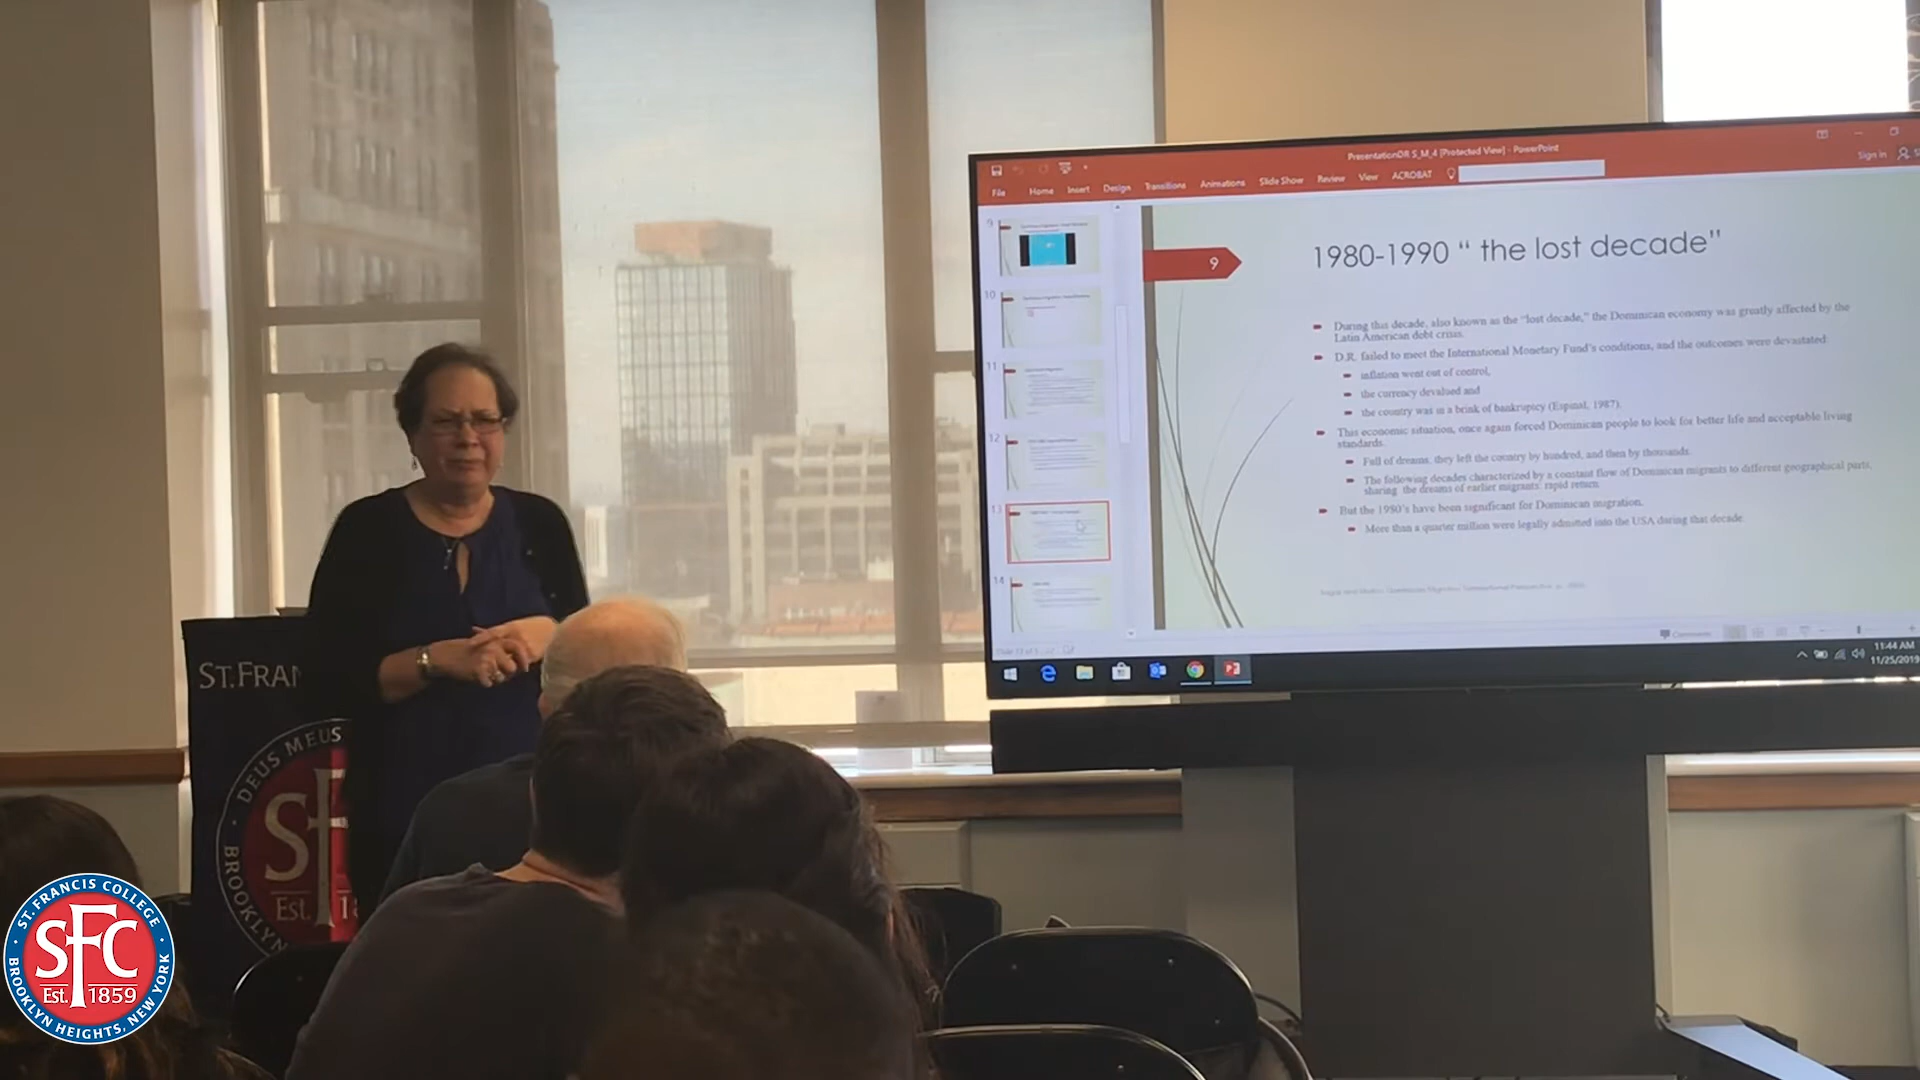 PresentationDR S_M_4 [Protected View] - PowerPoint
Sign in
File Home Insert Design Transitions Animations Slide Show Review View ACROBAT
9
10
11
12
13
14
9
1980-1990 “ the lost decade”
During this decade, also known as the "lost decade," the Dominican economy was greatly affected by the
Latin American debt crisis.
D.R. failed to meet the International Monetary Fund's conditions, and the outcomes were devastated:
inflation went out of control,
the currency devalued and
the country was in a brink of bankruptcy (Espinal, 1987).
This economic situation, once again forced Dominican people to look for better life and acceptable living
standards.
Full of dreams, they left the country by hundred, and then by thousands.
The following decades characterized by a constant flow of Dominican migrants to different geographical parts,
sharing the dreams of earlier migrants: rapid return
But the 1980's have been significant for Dominican migration.
More than a quarter million were legally admitted into the USA during that decade
Comments
11:44 AM
11/25/2019
ST.FRAN
DEUS MEUS
SF
Est. 18
BROOKLYN
ST. FRANCIS COLLEGE
SFC
Est. 1859
BROOKLYN HEIGHTS, NEW YORK